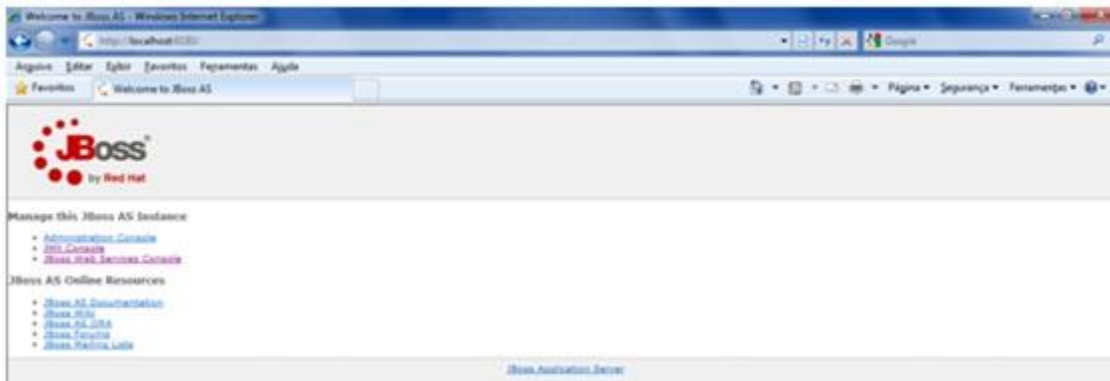 Welcome to JBoss AS - Windows Internet Explorer
http://localhost:
Google
Arquivo Editar Exibir Favoritos Ferramentas Ajuda
Favoritos Welcome to JBoss AS
Página Segurança Ferramentas
JBoss
by Red Hat
Manage this JBoss AS Instance
Administration Console
JMX Console
JBoss Web Services Console
JBoss AS Online Resources
JBoss AS Documentation
JBoss Wiki
JBoss AS JIRA
JBoss Forums
JBoss Mailing Lists
JBoss Application Server